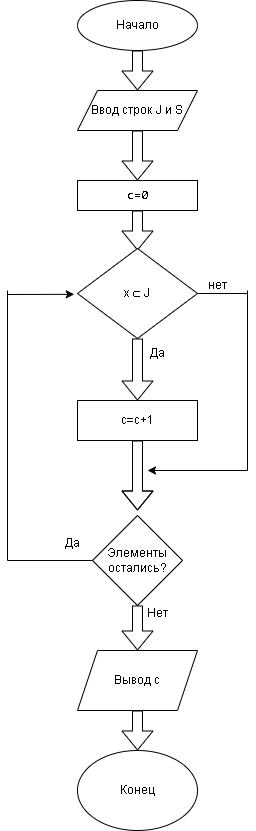 Начало
Ввод строк J и S
c=0
x ⊂ J
нет
Да
c=c+1
Да
Элементы
остались?
Нет
Вывод c
Конец